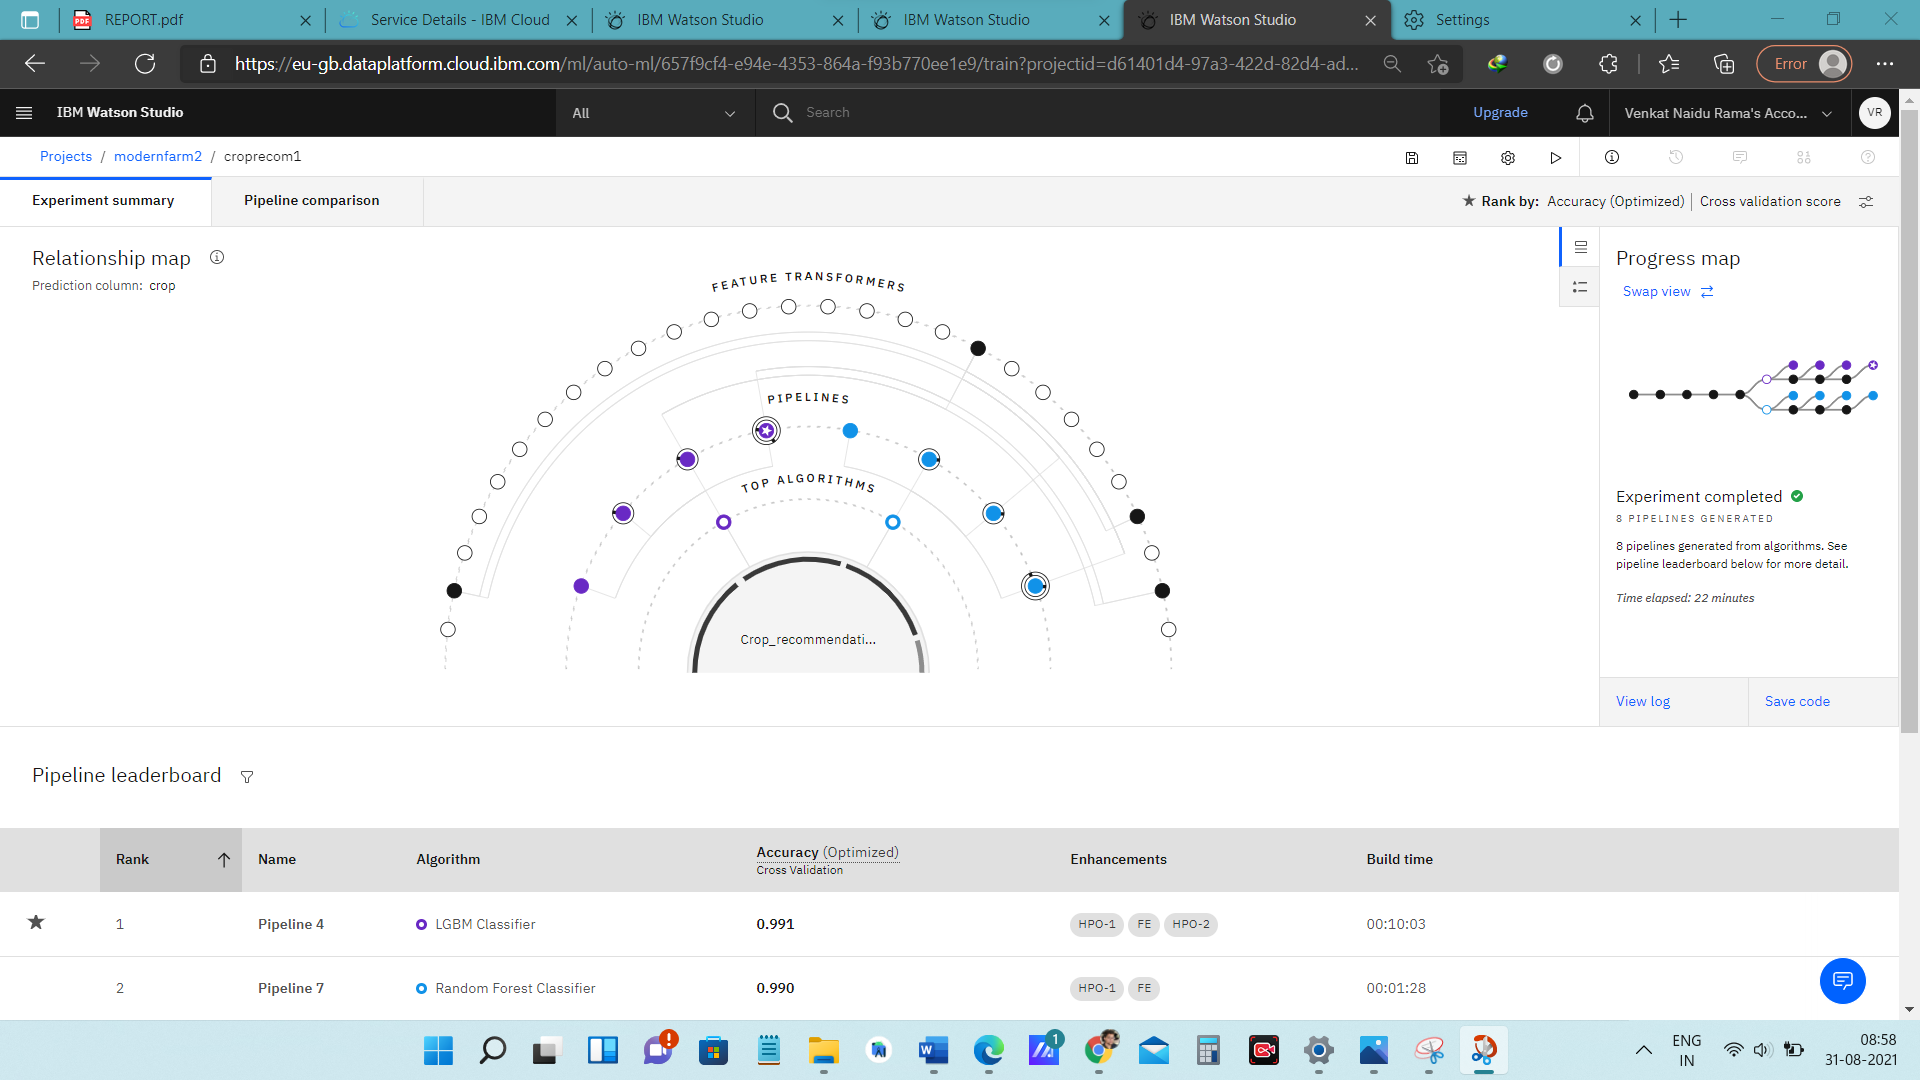 REPORT.pdf
Service Details - IBM Cloud
IBM Watson Studio
IBM Watson Studio
IBM Watson Studio
Settings
https://eu-gb.dataplatform.cloud.ibm.com/ml/auto-ml/657f9cf4-e94e-4353-864a-f93b770ee1e9/train?projectid=d61401d4-97a3-422d-82d4-ad...
Error
IBM Watson Studio
All
Search
Upgrade
Venkat Naidu Rama's Acco...
VR
Projects / modernfarm2 / croprecom1
Experiment summary
Pipeline comparison
Rank by: Accuracy (Optimized) | Cross validation score
Relationship map
Prediction column: crop
FEATURE TRANSFORMERS
PIPELINES
TOP ALGORITHMS
Crop_recommendati...
Progress map
Swap view
Experiment completed
8 PIPELINES GENERATED
8 pipelines generated from algorithms. See
pipeline leaderboard below for more detail.
Time elapsed: 22 minutes
View log
Save code
Pipeline leaderboard
Rank
Name
Algorithm
Accuracy (Optimized)
Cross Validation
Enhancements
Build time
1 Pipeline 4 LGBM Classifier 0.991 HPO-1 FE HPO-2 00:10:03
2 Pipeline 7 Random Forest Classifier 0.990 HPO-1 FE 00:01:28
1
ENG
IN
08:58
31-08-2021